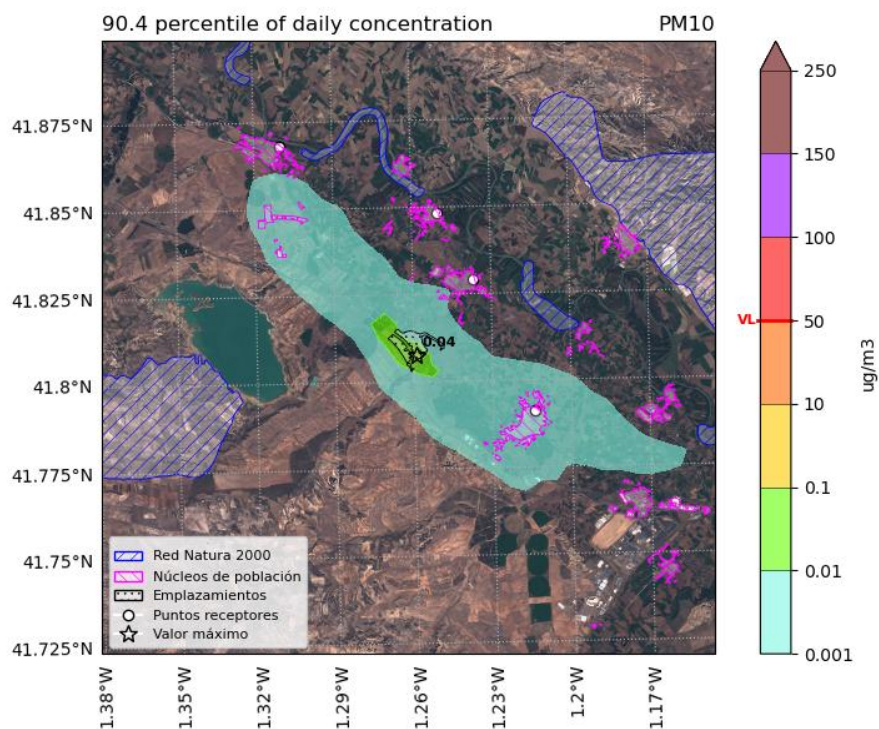 90.4 percentile of daily concentration PM10
41.875°N
41.85°N
41.825°N
41.8°N
41.775°N
41.75°N
41.725°N
0.04
Red Natura 2000
Núcleos de población
Emplazamientos
Puntos receptores
Valor máximo
1.38°W
1.35°W
1.32°W
1.29°W
1.26°W
1.23°W
1.2°W
1.17°W
250
150
100
VL
50
10
0.1
0.01
0.001
ug/m3